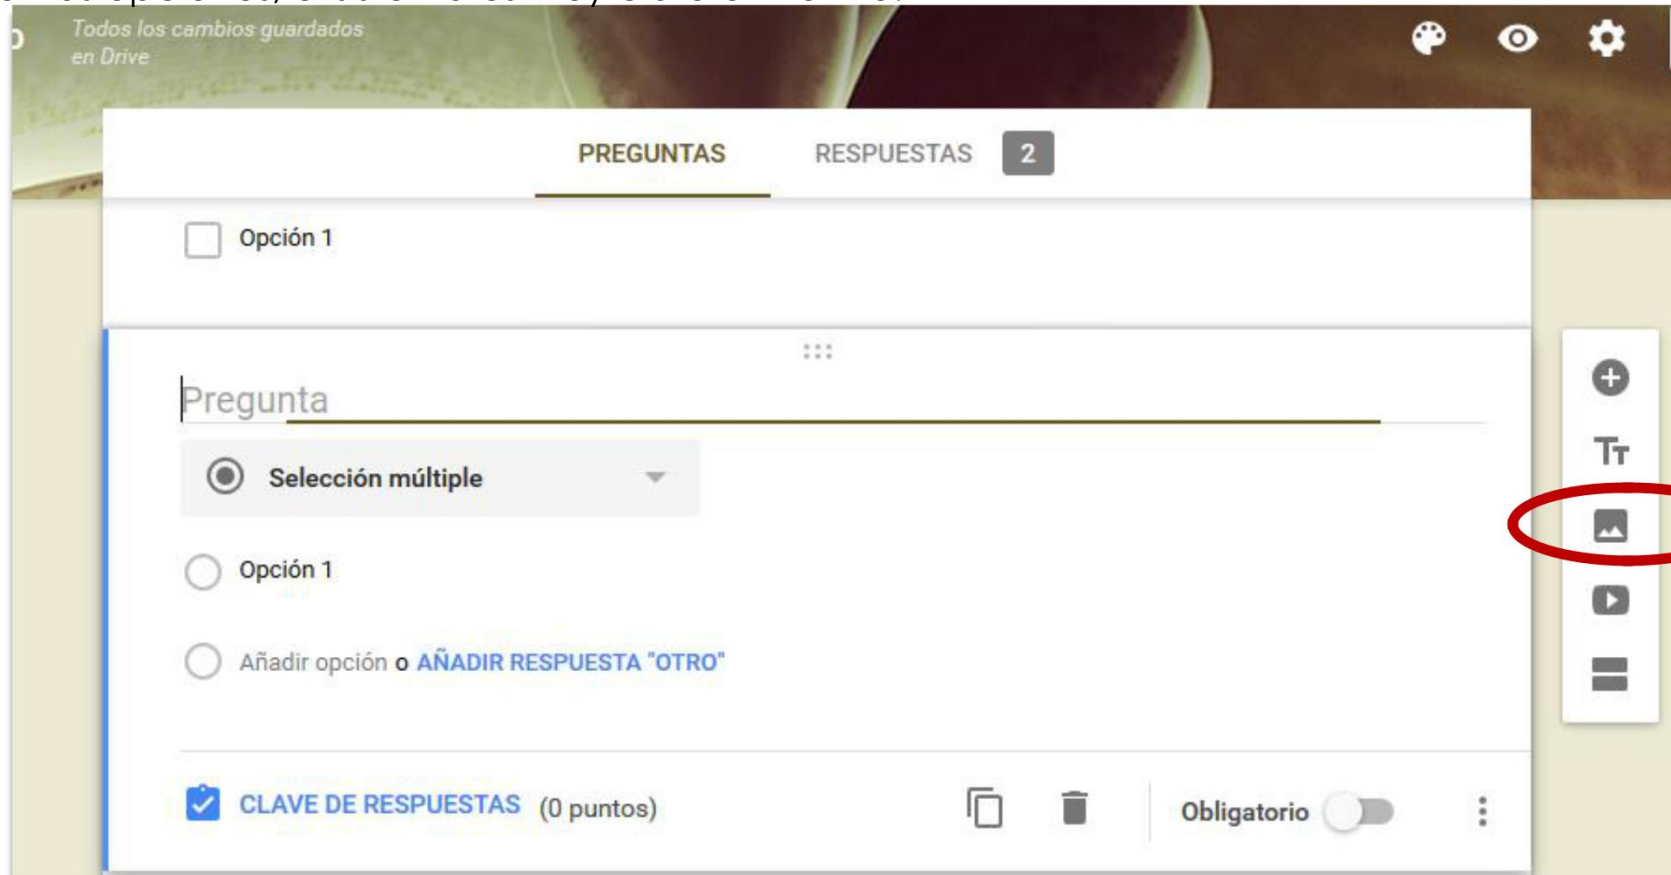 Todos los cambios guardados
en Drive
PREGUNTAS RESPUESTAS 2
Opción 1
Pregunta
Selección múltiple
Opción 1
Añadir opción o AÑADIR RESPUESTA "OTRO"
CLAVE DE RESPUESTAS (0 puntos) Obligatorio